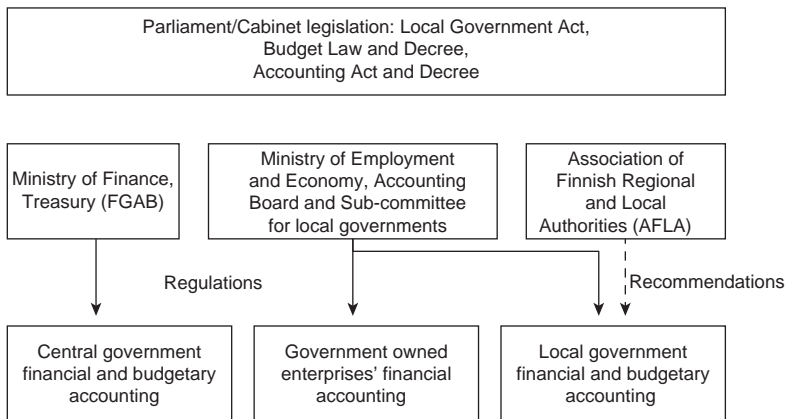 Parliament/Cabinet legislation: Local Government Act,
Budget Law and Decree,
Accounting Act and Decree
Ministry of Finance,
Treasury (FGAB)
Ministry of Employment
and Economy, Accounting
Board and Sub-committee
for local governments
Association of
Finnish Regional
and Local
Authorities (AFLA)
Regulations
Recommendations
Central government
financial and budgetary
accounting
Government owned
enterprises' financial
accounting
Local government
financial and budgetary
accounting